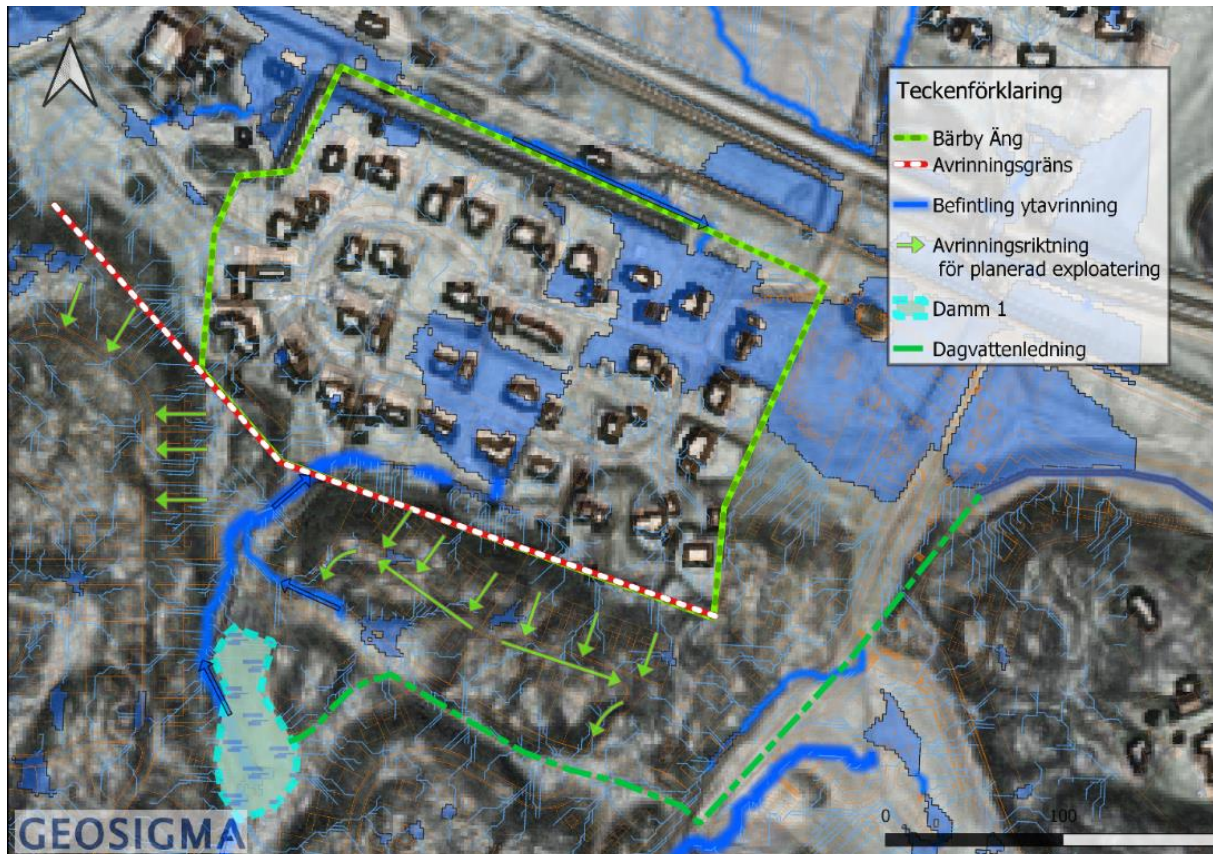 Teckenförklaring
Bärby Äng
Avrinningsgräns
Befintling ytavrinning
Avrinningsriktning
för planerad exploatering
Damm 1
Dagvattenledning
0 100
GEOSIGMA